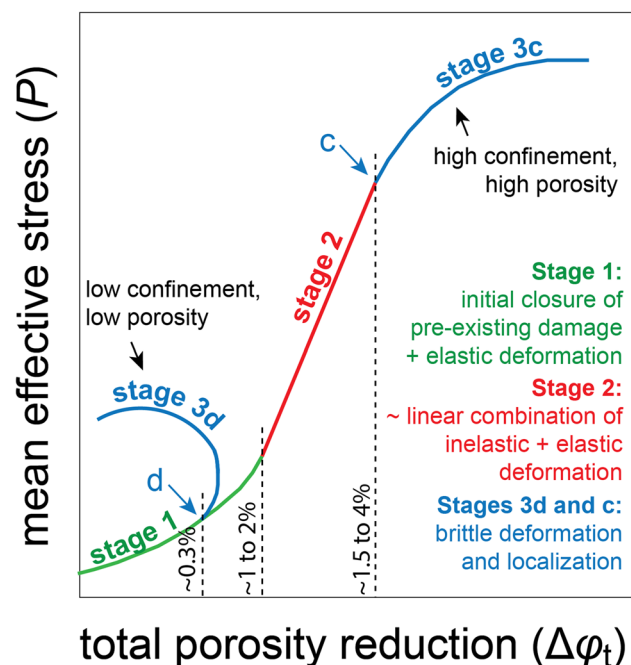 mean effective stress (P)
stage 3c
c
high confinement,
high porosity
stage 2
low confinement,
low porosity
stage 3d
d
stage 1
~0.3%
~1 to 2%
~1.5 to 4%
Stage 1:
initial closure of
pre-existing damage
+ elastic deformation
Stage 2:
~ linear combination of
inelastic + elastic
deformation
Stages 3d and c:
brittle deformation
and localization
total porosity reduction (Δφt)